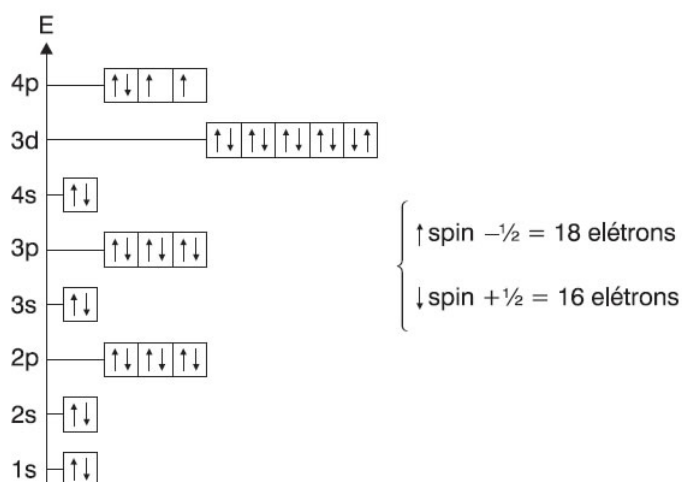 E
4p ↑↓ ↑ ↑
3d ↑↓ ↑↓ ↑↓ ↑↓ ↓↑
4s ↑↓
3p ↑↓ ↑↓ ↑↓
3s ↑↓
2p ↑↓ ↑↓ ↑↓
2s ↑↓
1s ↑↓
↑ spin –½ = 18 elétrons
↓ spin +½ = 16 elétrons